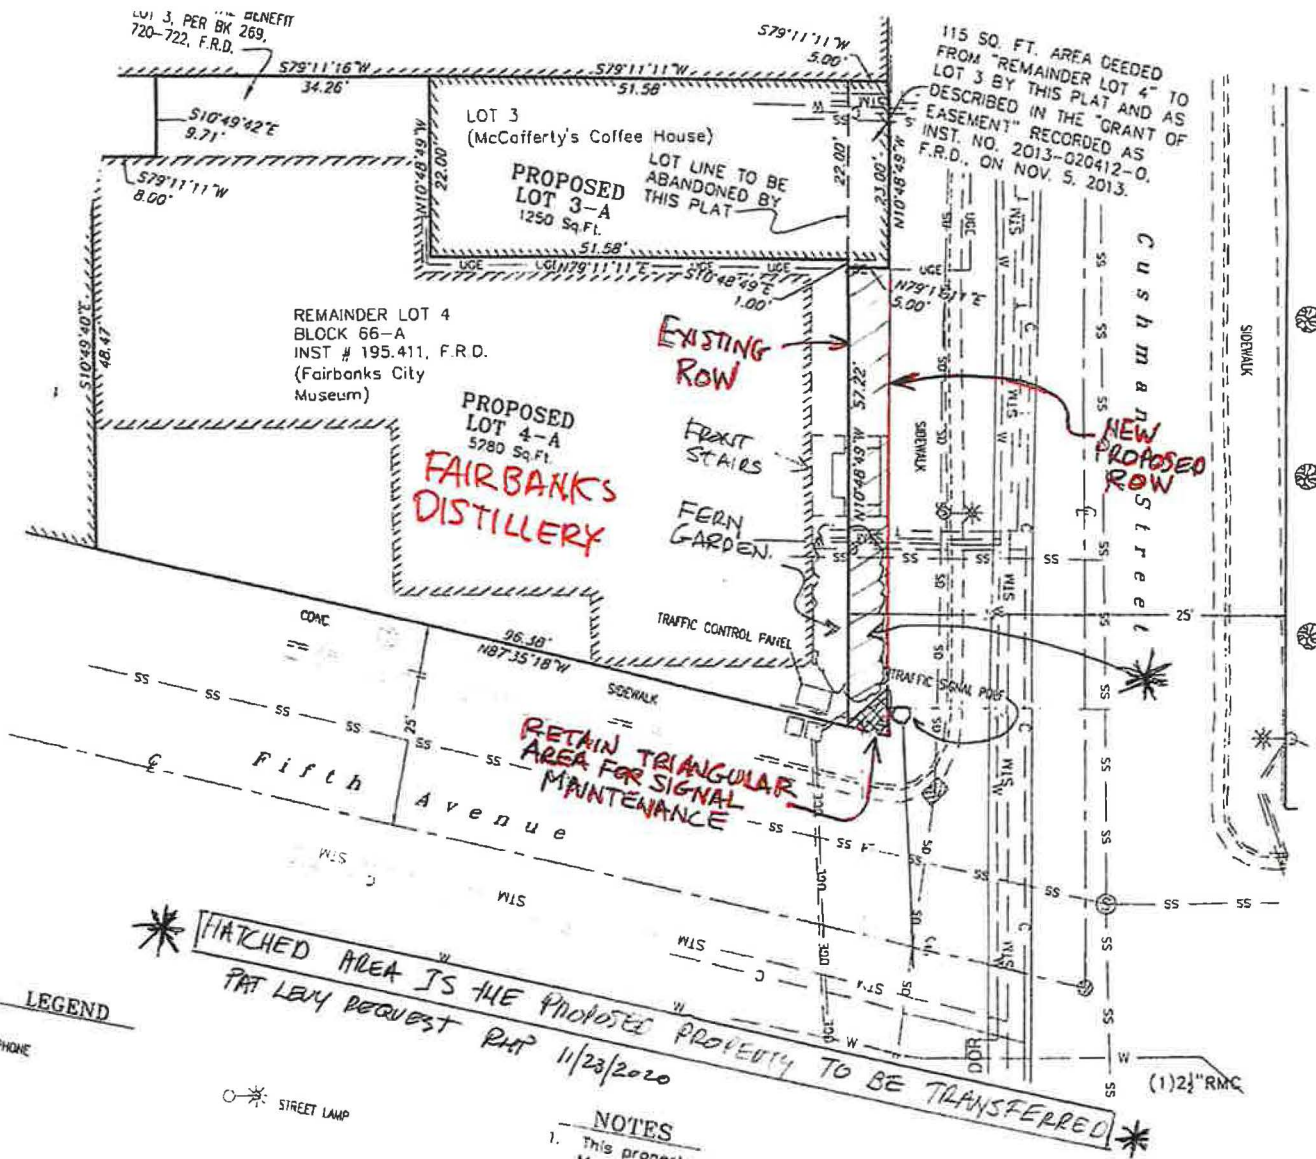 LOT 3, PER BK 269,
720-722, F.R.D.
BENEFIT
S79°11'16"W
34.26'
S10°49'42"E
9.71'
S79°11'11"W
8.00'
S79°11'11"W
51.58'
S79°11'11"W
5.00'
115 SQ. FT. AREA DEEDED
FROM "REMAINDER LOT 4" TO
LOT 3 BY THIS PLAT AND AS
DESCRIBED IN THE "GRANT OF
EASEMENT" RECORDED AS
INST. NO. 2013-020412-0,
F.R.D., ON NOV. 5, 2013.
LOT 3
(McCafferty's Coffee House)
PROPOSED
LOT 3-A
1250 Sq.Ft.
LOT LINE TO BE
ABANDONED BY
THIS PLAT
N10°48'49"W
22.00'
22.00'
23.00'
N10°48'49"W
51.58'
N79°11'11"E
S10°48'49"E
1.00'
N79°11'11"E
5.00'
S10°49'40"E
48.47'
REMAINDER LOT 4
BLOCK 66-A
INST # 195.411, F.R.D.
(Fairbanks City
Museum)
PROPOSED
LOT 4-A
5280 Sq.Ft.
FAIRBANKS
DISTILLERY
EXISTING
ROW
57.22'
N10°48'49"W
FRONT
STAIRS
FERN
GARDEN.
NEW
PROPOSED
ROW
Cushman Street
SIDEWALK
SIDEWALK
25'
TRAFFIC CONTROL PANEL
TRAFFIC SIGNAL POLE
CONC
96.38'
N87°35'18"W
SIDEWALK
25'
Fifth Avenue
RETAIN TRIANGULAR
AREA FOR SIGNAL
MAINTENANCE
HATCHED AREA IS THE PROPOSED PROPERTY TO BE TRANSFERRED
PAT LEVY REQUEST RHP 11/23/2020
DOR
(1)2½"RMC
LEGEND
PHONE
STREET LAMP
NOTES
1. This